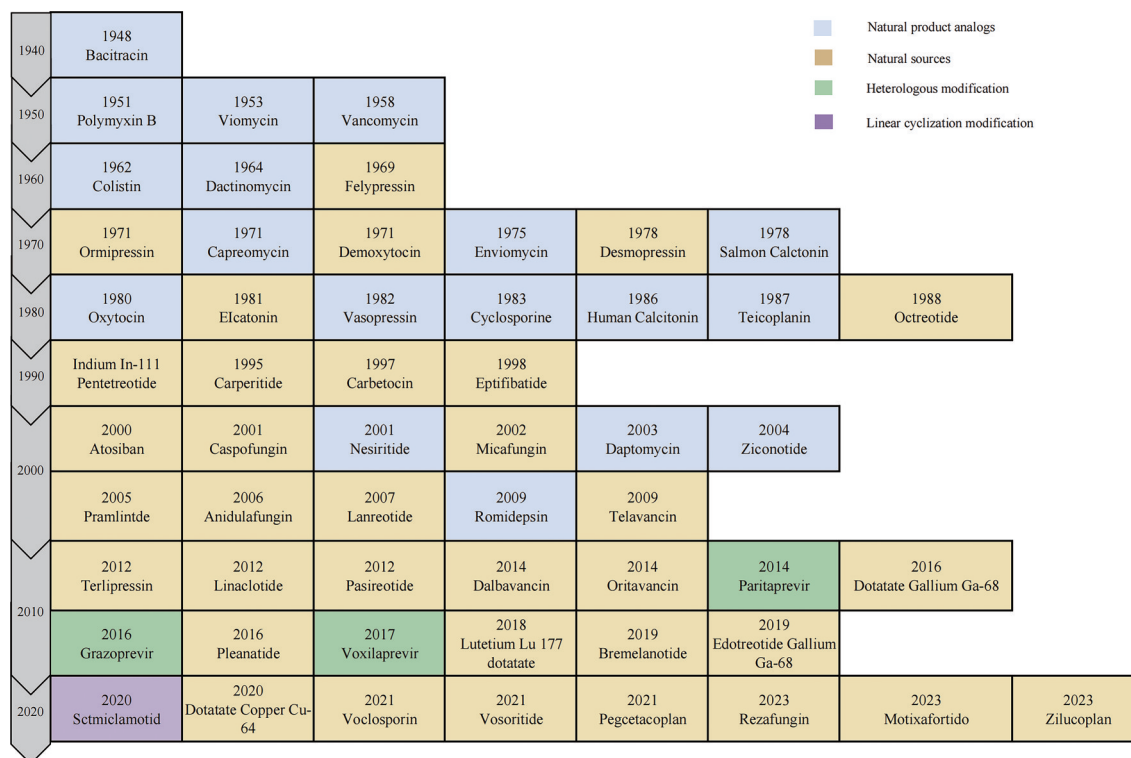 Natural product analogs
Natural sources
Heterologous modification
Linear cyclization modification
1940
1948
Bacitracin
1950
1951
Polymyxin B
1953
Viomycin
1958
Vancomycin
1960
1962
Colistin
1964
Dactinomycin
1969
Felypressin
1970
1971
Ormipressin
1971
Capreomycin
1971
Demoxytocin
1975
Enviomycin
1978
Desmopressin
1978
Salmon Calctonin
1980
1980
Oxytocin
1981
Elcatonin
1982
Vasopressin
1983
Cyclosporine
1986
Human Calcitonin
1987
Teicoplanin
1988
Octreotide
1990
Indium In-111
Pentetreotide
1995
Carperitide
1997
Carbetocin
1998
Eptifibatide
2000
2000
Atosiban
2001
Caspofungin
2001
Nesiritide
2002
Micafungin
2003
Daptomycin
2004
Ziconotide
2005
Pramlintde
2006
Anidulafungin
2007
Lanreotide
2009
Romidepsin
2009
Telavancin
2010
2012
Terlipressin
2012
Linaclotide
2012
Pasireotide
2014
Dalbavancin
2014
Oritavancin
2014
Paritaprevir
2016
Dotatate Gallium Ga-68
2016
Grazoprevir
2016
Pleanatide
2017
Voxilaprevir
2018
Lutetium Lu 177
dotatate
2019
Bremelanotide
2019
Edotreotide Gallium
Ga-68
2020
2020
Sctmiclamotid
2020
Dotatate Copper Cu-
64
2021
Voclosporin
2021
Vosoritide
2021
Pegcetacoplan
2023
Rezafungin
2023
Motixafortido
2023
Zilucoplan